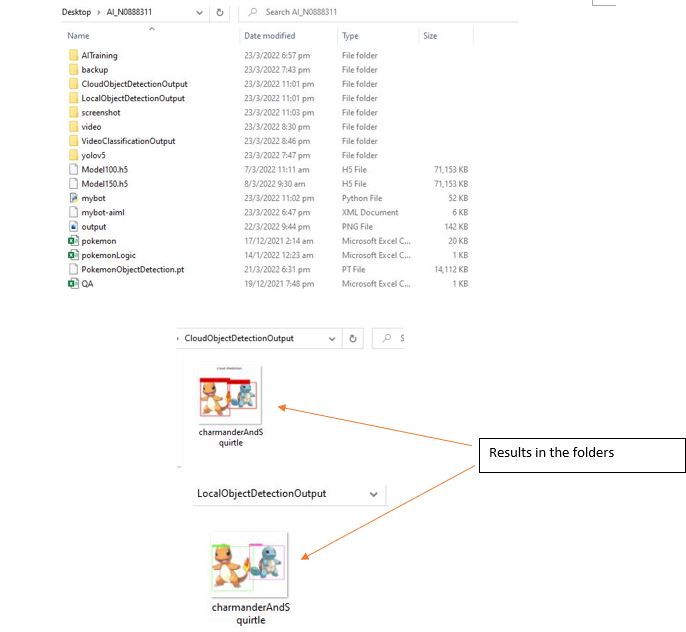 Desktop › AI_N0888311 Search AI_N0888311
Name Date modified Type Size
AITraining 23/3/2022 6:57 pm File folder
backup 23/3/2022 7:43 pm File folder
CloudObjectDetectionOutput 23/3/2022 11:01 pm File folder
LocalObjectDetectionOutput 23/3/2022 11:01 pm File folder
screenshot 23/3/2022 11:03 pm File folder
video 23/3/2022 8:30 pm File folder
VideoClassificationOutput 23/3/2022 8:46 pm File folder
yolov5 23/3/2022 7:47 pm File folder
Model100.h5 7/3/2022 11:11 am H5 File 71,153 KB
Model150.h5 8/3/2022 9:30 am H5 File 71,153 KB
mybot 23/3/2022 11:02 pm Python File 52 KB
mybot-aiml 23/3/2022 6:47 pm XML Document 6 KB
output 22/3/2022 9:44 pm PNG File 142 KB
pokemon 17/12/2021 2:14 am Microsoft Excel C... 20 KB
pokemonLogic 14/1/2022 12:23 am Microsoft Excel C... 1 KB
PokemonObjectDetection.pt 21/3/2022 6:31 pm PT File 14,112 KB
QA 19/12/2021 7:48 pm Microsoft Excel C... 1 KB
› CloudObjectDetectionOutput
charmanderAndS
quirtle
Results in the folders
LocalObjectDetectionOutput
charmanderAndS
quirtle